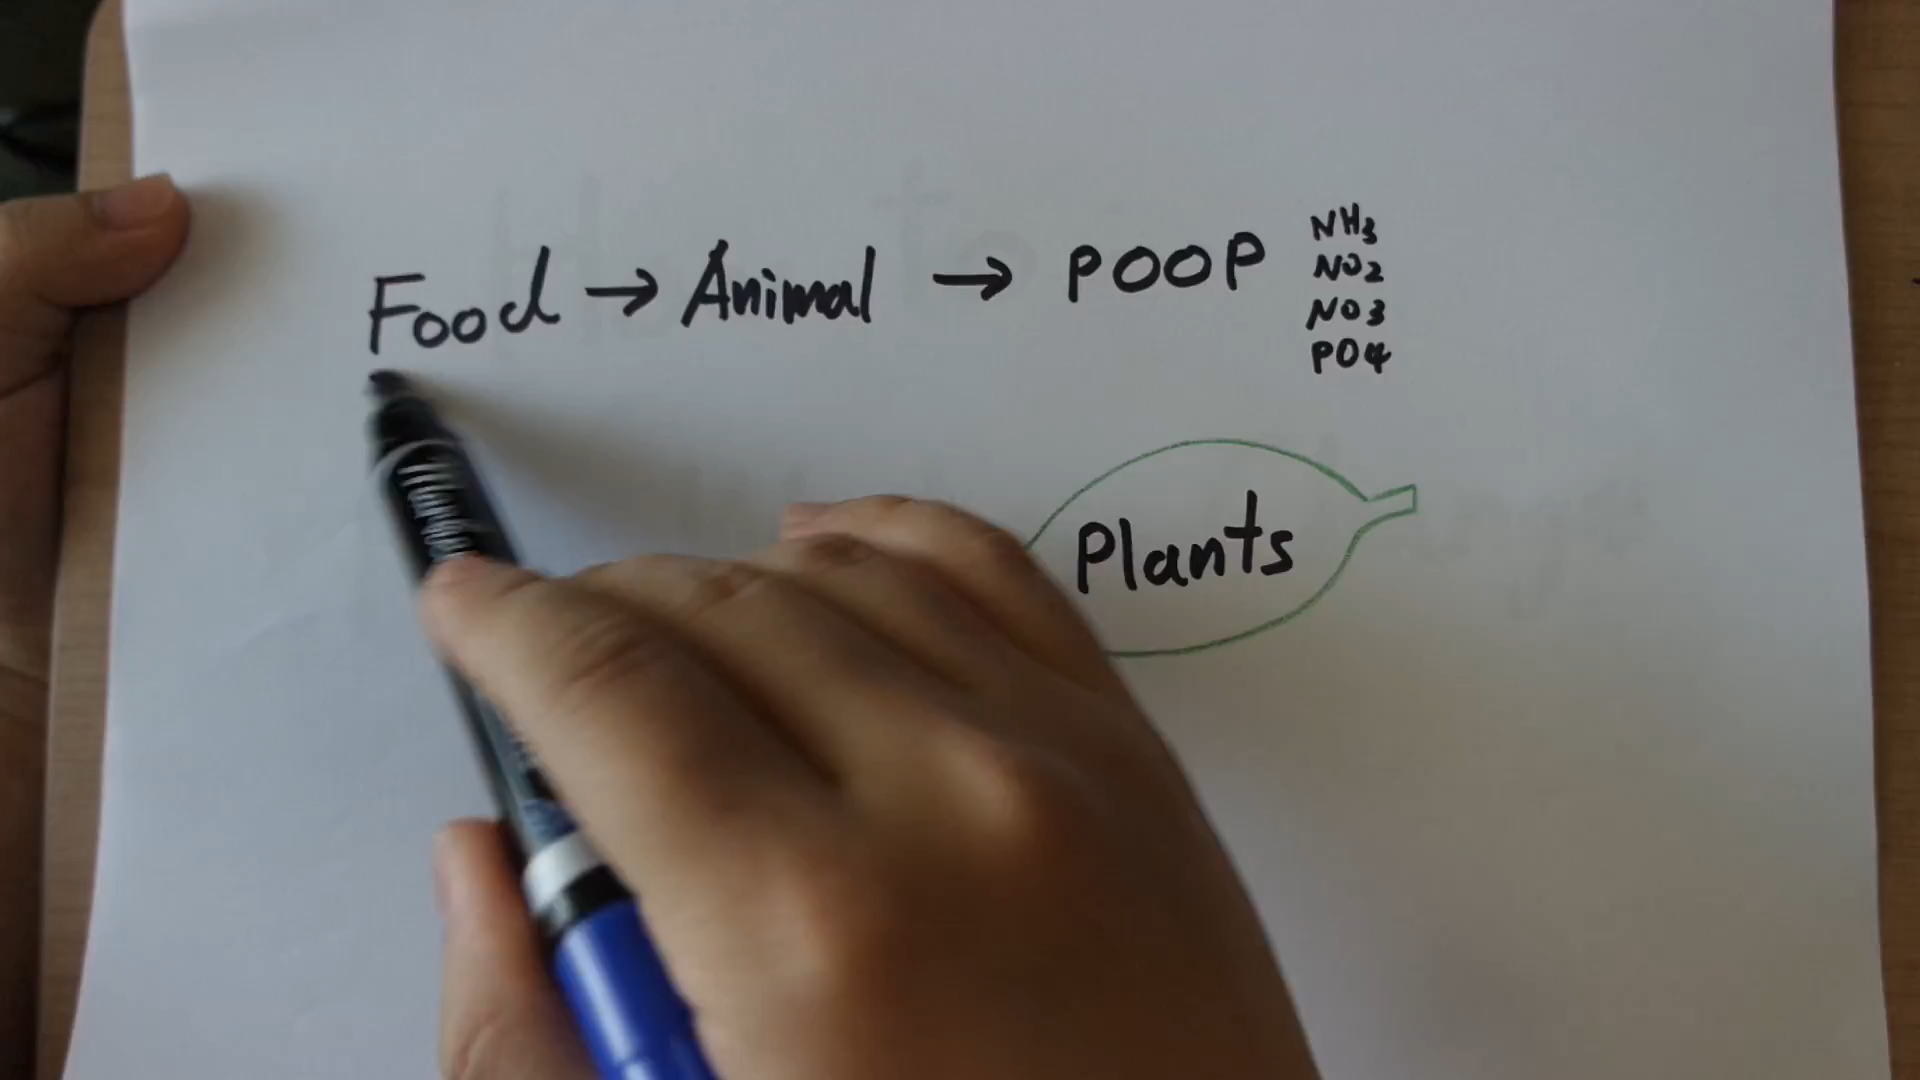 Food → Animal → POOP
NH3
NO2
NO3
PO4
Plants